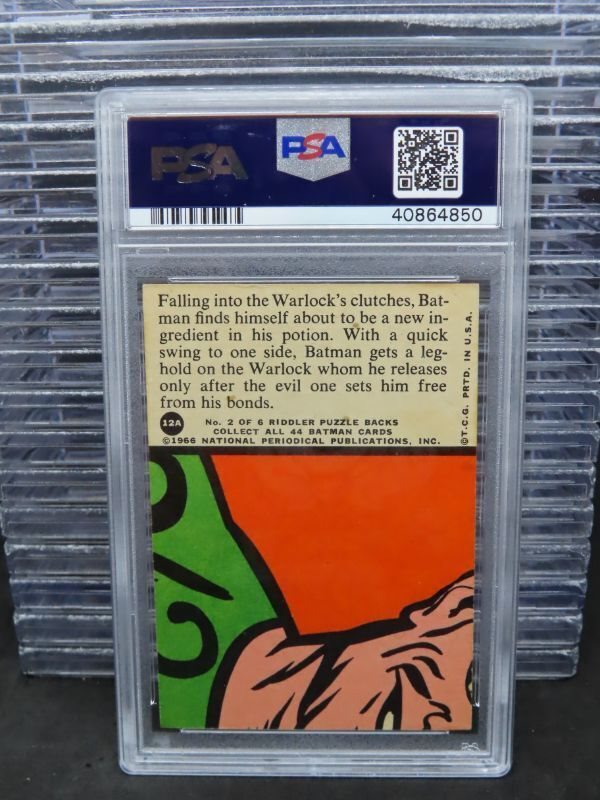 PSA
PSA
40864850
Falling into the Warlock's clutches, Bat-
man finds himself about to be a new in-
gredient in his potion. With a quick
swing to one side, Batman gets a leg-
hold on the Warlock whom he releases
only after the evil one sets him free
from his bonds.
12A
No. 2 OF 6 RIDDLER PUZZLE BACKS
COLLECT ALL 44 BATMAN CARDS
©1966 NATIONAL PERIODICAL PUBLICATIONS, INC.
©T.C.G. PRTD. IN U.S.A.